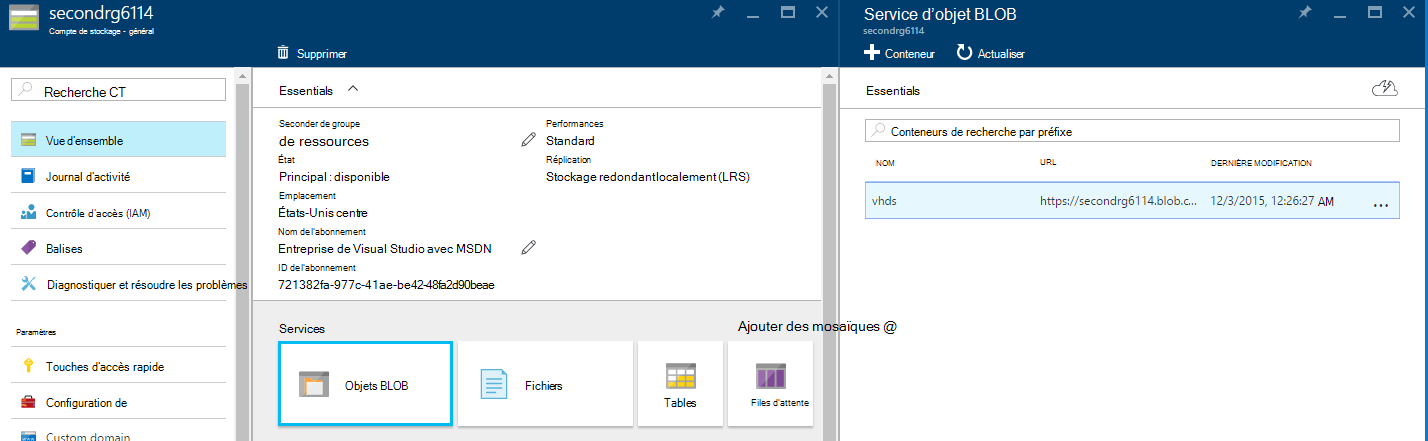 secondrg6114
Compte de stockage - général
Supprimer
Recherche CT
Vue d'ensemble
Journal d'activité
Contrôle d'accès (IAM)
Balises
Diagnostiquer et résoudre les problèmes
Paramètres
Touches d'accès rapide
Configuration de
Custom domain
Essentials
Seconder de groupe
de ressources
État
Principal : disponible
Emplacement
États-Unis centre
Nom de l'abonnement
Entreprise de Visual Studio avec MSDN
ID de l'abonnement
721382fa-977c-41ae-be42-48fa2d90beae
Performances
Standard
Réplication
Stockage redondant localement (LRS)
Services
Ajouter des mosaïques @
Objets BLOB
Fichiers
Tables
Files d'attente
Service d'objet BLOB
secondrg6114
Conteneur
Actualiser
Essentials
Conteneurs de recherche par préfixe
NOM URL DERNIÈRE MODIFICATION
vhds https://secondrg6114.blob.c... 12/3/2015, 12:26:27 AM ...